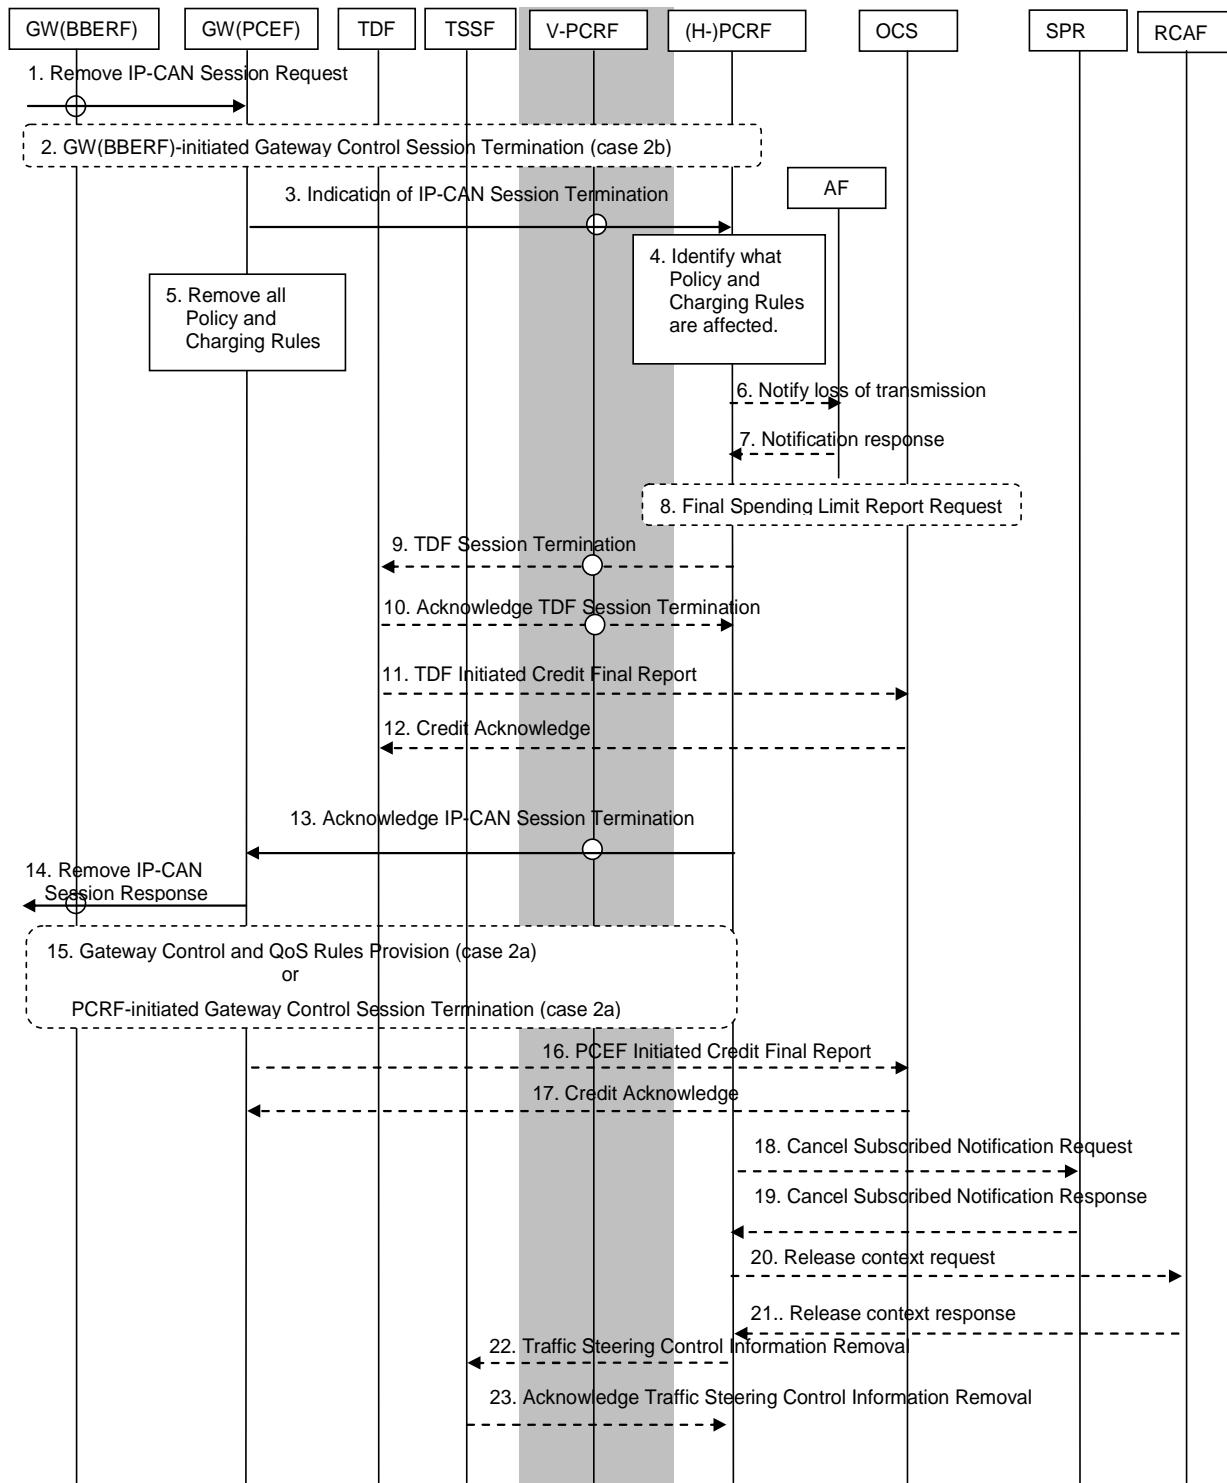 GW(BBERF) GW(PCEF) TDF TSSF V-PCRF (H-)PCRF OCS SPR RCAF
1. Remove IP-CAN Session Request
2. GW(BBERF)-initiated Gateway Control Session Termination (case 2b)
AF
3. Indication of IP-CAN Session Termination
4. Identify what
Policy and
Charging Rules
are affected.
5. Remove all
Policy and
Charging Rules
6. Notify loss of transmission
7. Notification response
8. Final Spending Limit Report Request
9. TDF Session Termination
10. Acknowledge TDF Session Termination
11. TDF Initiated Credit Final Report
12. Credit Acknowledge
13. Acknowledge IP-CAN Session Termination
14. Remove IP-CAN
Session Response
15. Gateway Control and QoS Rules Provision (case 2a)
or
PCRF-initiated Gateway Control Session Termination (case 2a)
16. PCEF Initiated Credit Final Report
17. Credit Acknowledge
18. Cancel Subscribed Notification Request
19. Cancel Subscribed Notification Response
20. Release context request
21.. Release context response
22. Traffic Steering Control Information Removal
23. Acknowledge Traffic Steering Control Information Removal